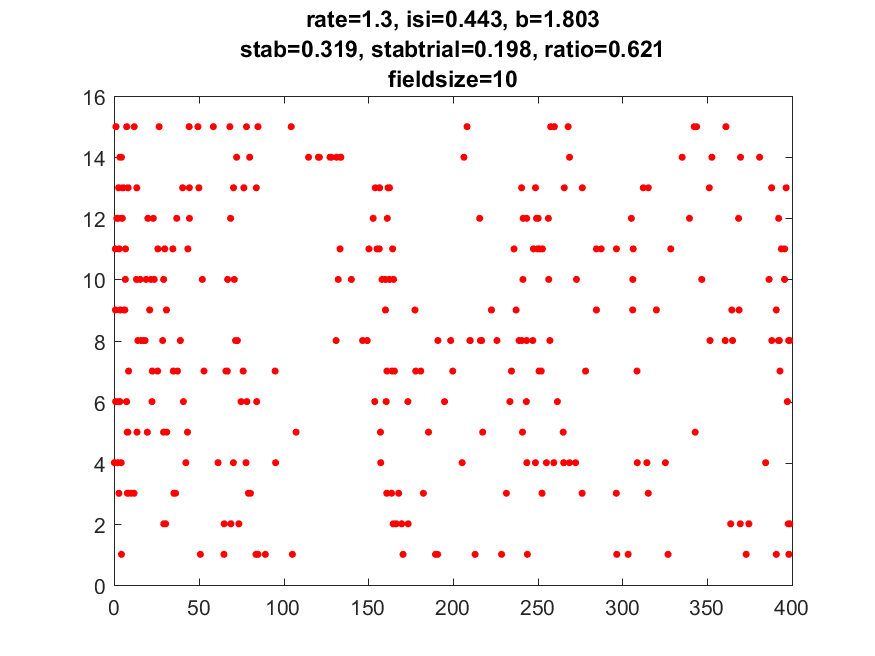 rate=1.3, isi=0.443, b=1.803
stab=0.319, stabtrial=0.198, ratio=0.621
fieldsize=10
16
14
12
10
8
6
4
2
0
0 50 100 150 200 250 300 350 400